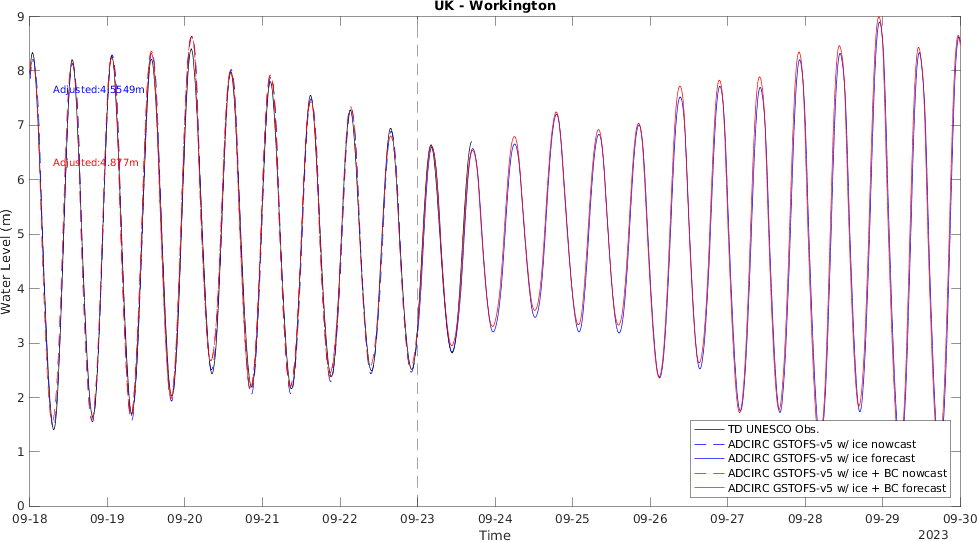 UK - Workington
9
8
7
6
5
4
3
2
1
0
Water Level (m)
Adjusted:4.5549m
Adjusted:4.877m
TD UNESCO Obs.
ADCIRC GSTOFS-v5 w/ ice nowcast
ADCIRC GSTOFS-v5 w/ ice forecast
ADCIRC GSTOFS-v5 w/ ice + BC nowcast
ADCIRC GSTOFS-v5 w/ ice + BC forecast
09-18 09-19 09-20 09-21 09-22 09-23 09-24 09-25 09-26 09-27 09-28 09-29 09-30
Time
2023